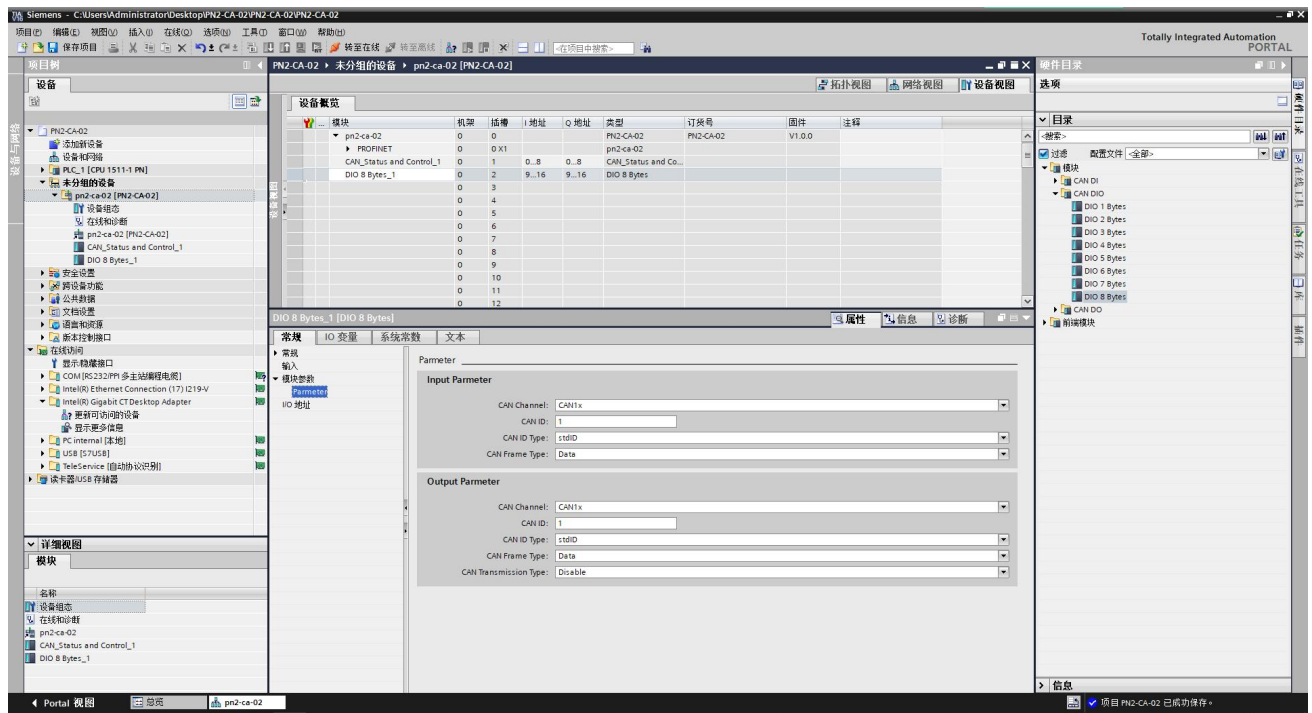 Siemens - C:\Users\Administrator\Desktop\PN2-CA-02\PN2-CA-02\PN2-CA-02
项目(P) 编辑(E) 视图(V) 插入(I) 在线(O) 选项(N) 工具(T) 窗口(W) 帮助(H)
Totally Integrated Automation
PORTAL
保存项目 转至在线 转至离线 <在项目中搜索>
项目树
PN2-CA-02 未分组的设备 pn2-ca-02 [PN2-CA-02]
硬件目录
设备
拓扑视图 网络视图 设备视图
选项
设备概览
模块 机架 插槽 I 地址 Q 地址 类型 订货号 固件 注释
pn2-ca-02 0 0 PN2-CA-02 PN2-CA-02 V1.0.0
PROFINET 0 0 X1 pn2-ca-02
CAN_Status and Control_1 0 1 0...8 0...8 CAN_Status and Co...
DIO 8 Bytes_1 0 2 9...16 9...16 DIO 8 Bytes
0 3
0 4
0 5
0 6
0 7
0 8
0 9
0 10
0 11
0 12
设备与网络
PN2-CA-02
添加新设备
设备和网络
PLC_1 [CPU 1511-1 PN]
未分组的设备
pn2-ca-02 [PN2-CA-02]
设备组态
在线和诊断
pn2-ca-02 [PN2-CA-02]
CAN_Status and Control_1
DIO 8 Bytes_1
安全设置
跨设备功能
公共数据
文档设置
语言和资源
版本控制接口
在线访问
显示/隐藏接口
COM [RS232/PPI 多主站编程电缆]
Intel(R) Ethernet Connection (17) I219-V
Intel(R) Gigabit CT Desktop Adapter
更新可访问的设备
显示更多信息
PC internal [本地]
USB [S7USB]
TeleService [自动协议识别]
读卡器/USB 存储器
详细视图
模块
名称
设备组态
在线和诊断
pn2-ca-02
CAN_Status and Control_1
DIO 8 Bytes_1
DIO 8 Bytes_1 [DIO 8 Bytes]
属性 信息 诊断
常规 IO 变量 系统常数 文本
常规
输入
模块参数
Parmeter
I/O 地址
Parmeter
Input Parmeter
CAN Channel: CAN1x
CAN ID: 1
CAN ID Type: stdID
CAN Frame Type: Data
Output Parmeter
CAN Channel: CAN1x
CAN ID: 1
CAN ID Type: stdID
CAN Frame Type: Data
CAN Transmission Type: Disable
目录
<搜索>
过滤 配置文件 <全部>
模块
CAN DI
CAN DIO
DIO 1 Bytes
DIO 2 Bytes
DIO 3 Bytes
DIO 4 Bytes
DIO 5 Bytes
DIO 6 Bytes
DIO 7 Bytes
DIO 8 Bytes
CAN DO
前端模块
信息
硬件目录
在线工具
任务
库
Portal 视图 总览 pn2-ca-02
项目 PN2-CA-02 已成功保存。